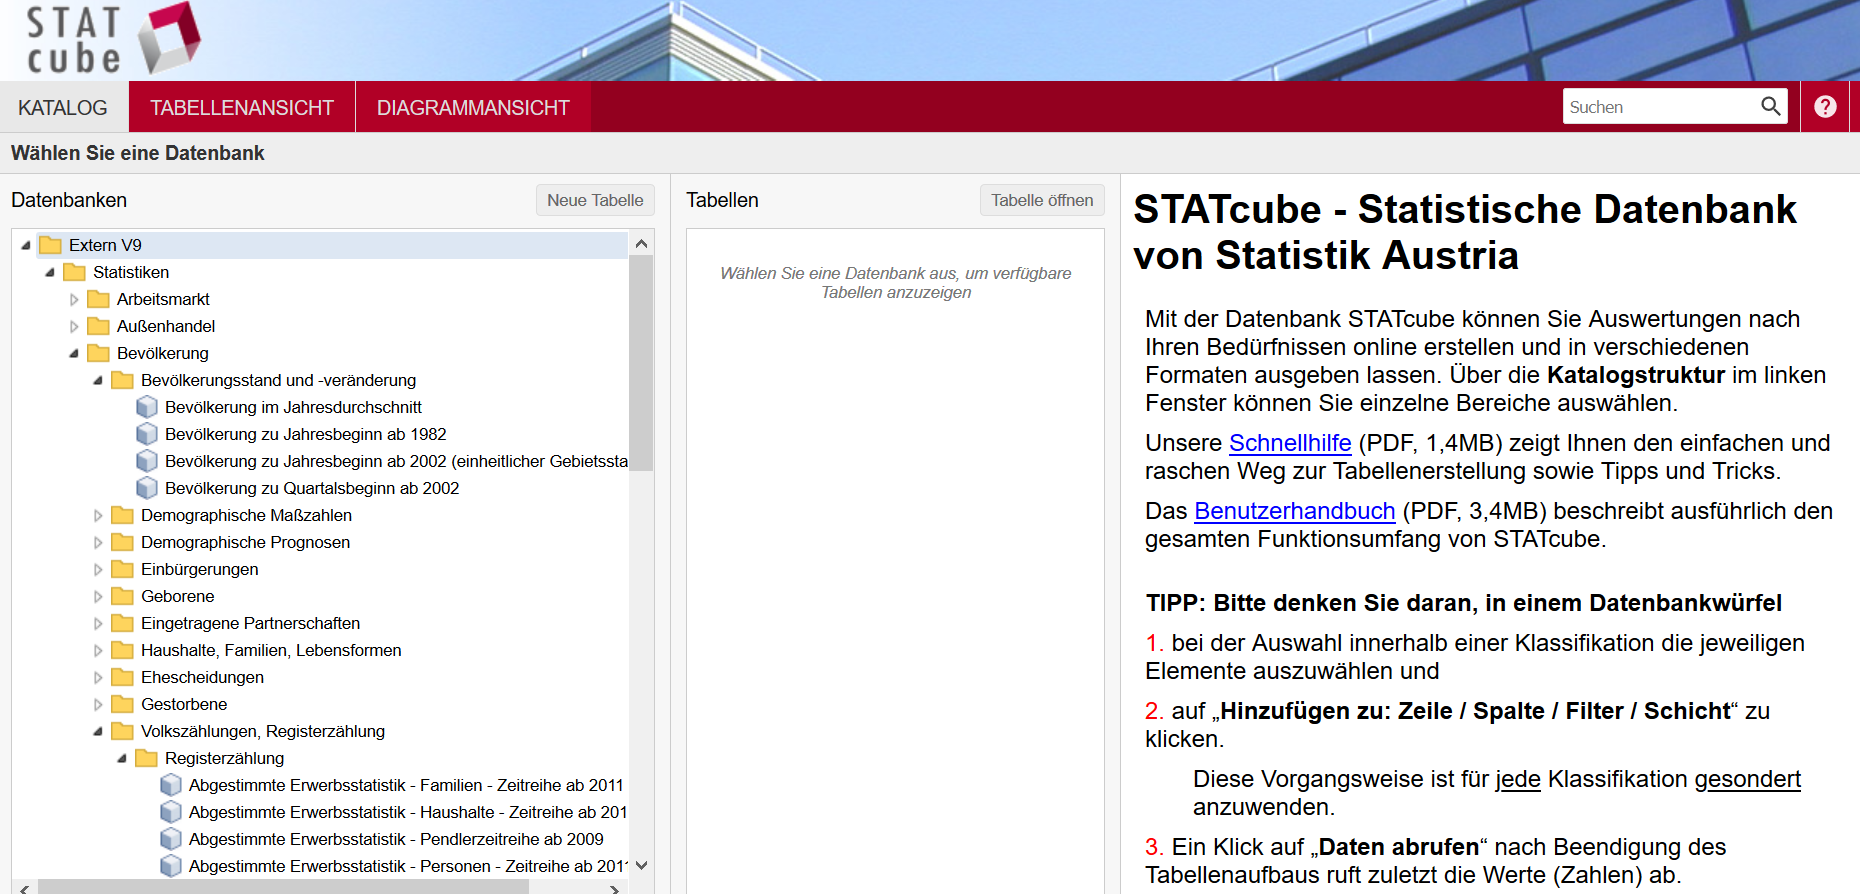 STAT
cube
KATALOG
TABELLENANSICHT
DIAGRAMMANSICHT
Suchen
?
Wählen Sie eine Datenbank
Datenbanken
Neue Tabelle
Extern V9
Statistiken
Arbeitsmarkt
Außenhandel
Bevölkerung
Bevölkerungsstand und -veränderung
Bevölkerung im Jahresdurchschnitt
Bevölkerung zu Jahresbeginn ab 1982
Bevölkerung zu Jahresbeginn ab 2002 (einheitlicher Gebietssta
Bevölkerung zu Quartalsbeginn ab 2002
Demographische Maßzahlen
Demographische Prognosen
Einbürgerungen
Geborene
Eingetragene Partnerschaften
Haushalte, Familien, Lebensformen
Ehescheidungen
Gestorbene
Volkszählungen, Registerzählung
Registerzählung
Abgestimmte Erwerbsstatistik - Familien - Zeitreihe ab 2011
Abgestimmte Erwerbsstatistik - Haushalte - Zeitreihe ab 201
Abgestimmte Erwerbsstatistik - Pendlerzeitreihe ab 2009
Abgestimmte Erwerbsstatistik - Personen - Zeitreihe ab 2011
Tabellen
Tabelle öffnen
Wählen Sie eine Datenbank aus, um verfügbare
Tabellen anzuzeigen
STATcube - Statistische Datenbank
von Statistik Austria
Mit der Datenbank STATcube können Sie Auswertungen nach
Ihren Bedürfnissen online erstellen und in verschiedenen
Formaten ausgeben lassen. Über die Katalogstruktur im linken
Fenster können Sie einzelne Bereiche auswählen.
Unsere Schnellhilfe (PDF, 1,4MB) zeigt Ihnen den einfachen und
raschen Weg zur Tabellenerstellung sowie Tipps und Tricks.
Das Benutzerhandbuch (PDF, 3,4MB) beschreibt ausführlich den
gesamten Funktionsumfang von STATcube.
TIPP: Bitte denken Sie daran, in einem Datenbankwürfel
1. bei der Auswahl innerhalb einer Klassifikation die jeweiligen
Elemente auszuwählen und
2. auf „Hinzufügen zu: Zeile / Spalte / Filter / Schicht“ zu
klicken.
Diese Vorgangsweise ist für jede Klassifikation gesondert
anzuwenden.
3. Ein Klick auf „Daten abrufen“ nach Beendigung des
Tabellenaufbaus ruft zuletzt die Werte (Zahlen) ab.